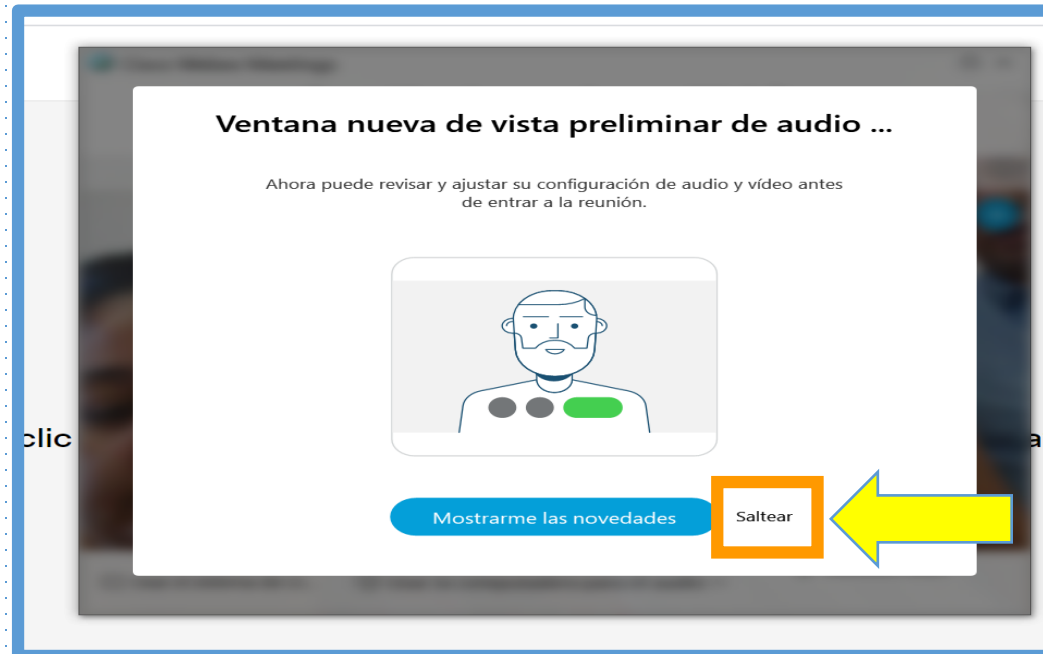 Ventana nueva de vista preliminar de audio ...
Ahora puede revisar y ajustar su configuración de audio y vídeo antes
de entrar a la reunión.
clic
a
Mostrarme las novedades
Saltear